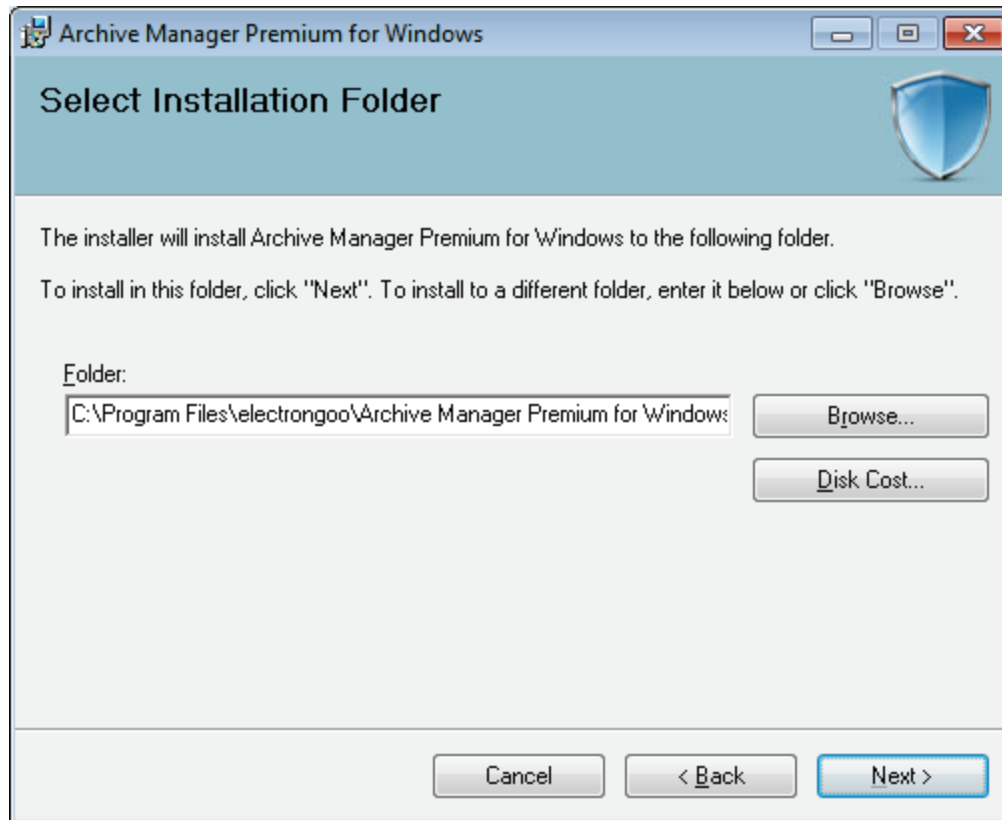 Archive Manager Premium for Windows
Select Installation Folder
The installer will install Archive Manager Premium for Windows to the following folder.
To install in this folder, click "Next". To install to a different folder, enter it below or click "Browse".
Folder:
C:\Program Files\electrongoo\Archive Manager Premium for Windows
Browse...
Disk Cost...
Cancel
< Back
Next >